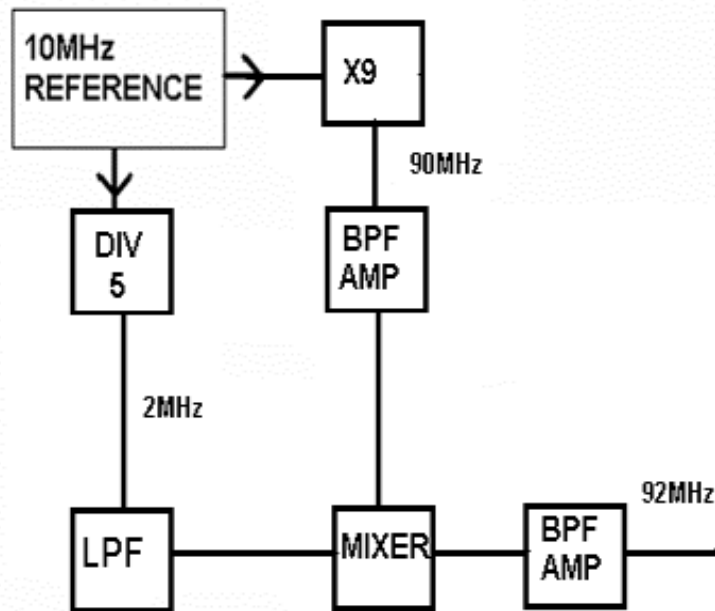 10MHz
REFERENCE
X9
90MHz
DIV
5
BPF
AMP
2MHz
LPF
MIXER
BPF
AMP
92MHz